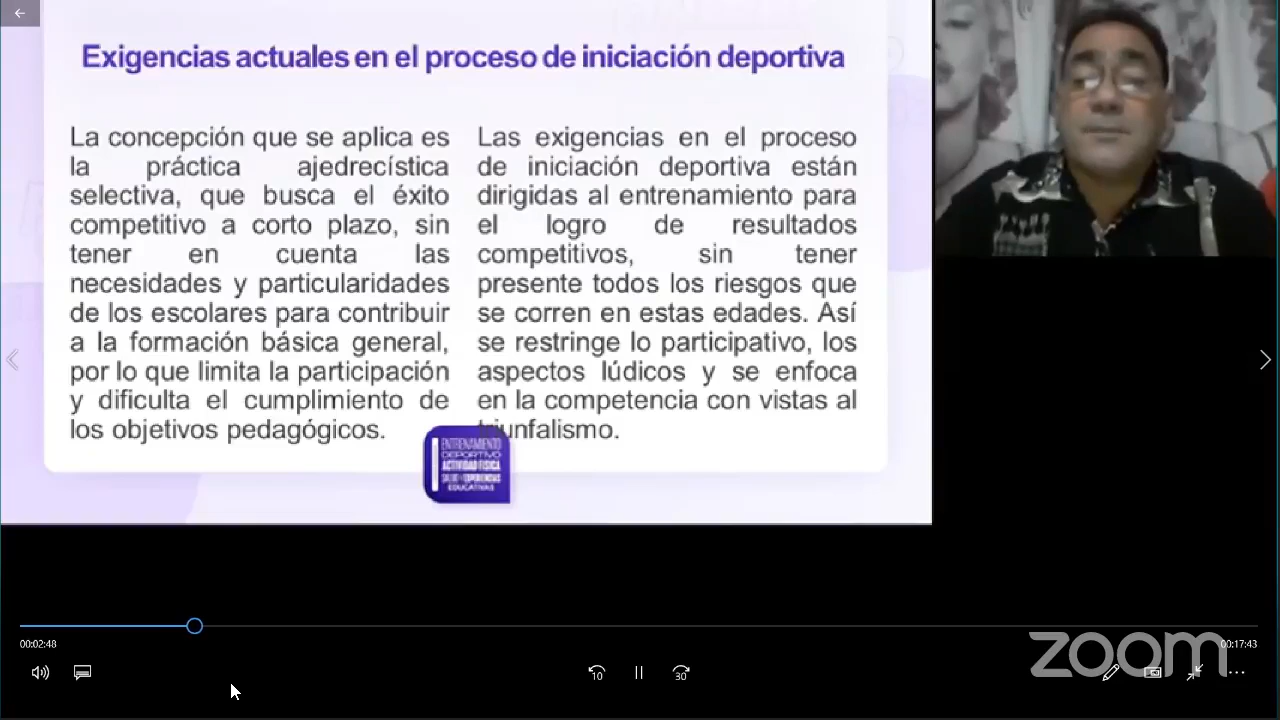 Exigencias actuales en el proceso de iniciación deportiva
La concepción que se aplica es
la práctica ajedrecística
selectiva, que busca el éxito
competitivo a corto plazo, sin
tener en cuenta las
necesidades y particularidades
de los escolares para contribuir
a la formación básica general,
por lo que limita la participación
y dificulta el cumplimiento de
los objetivos pedagógicos.
Las exigencias en el proceso
de iniciación deportiva están
dirigidas al entrenamiento para
el logro de resultados
competitivos, sin tener
presente todos los riesgos que
se corren en estas edades. Así
se restringe lo participativo, los
aspectos lúdicos y se enfoca
en la competencia con vistas al
triunfalismo.
ENTRENAMIENTO
DEPORTIVO
ACTIVIDAD FÍSICA
SALUD Y EXPERIENCIAS
EDUCATIVAS
00:02:48
00:17:43
10
30
zoom